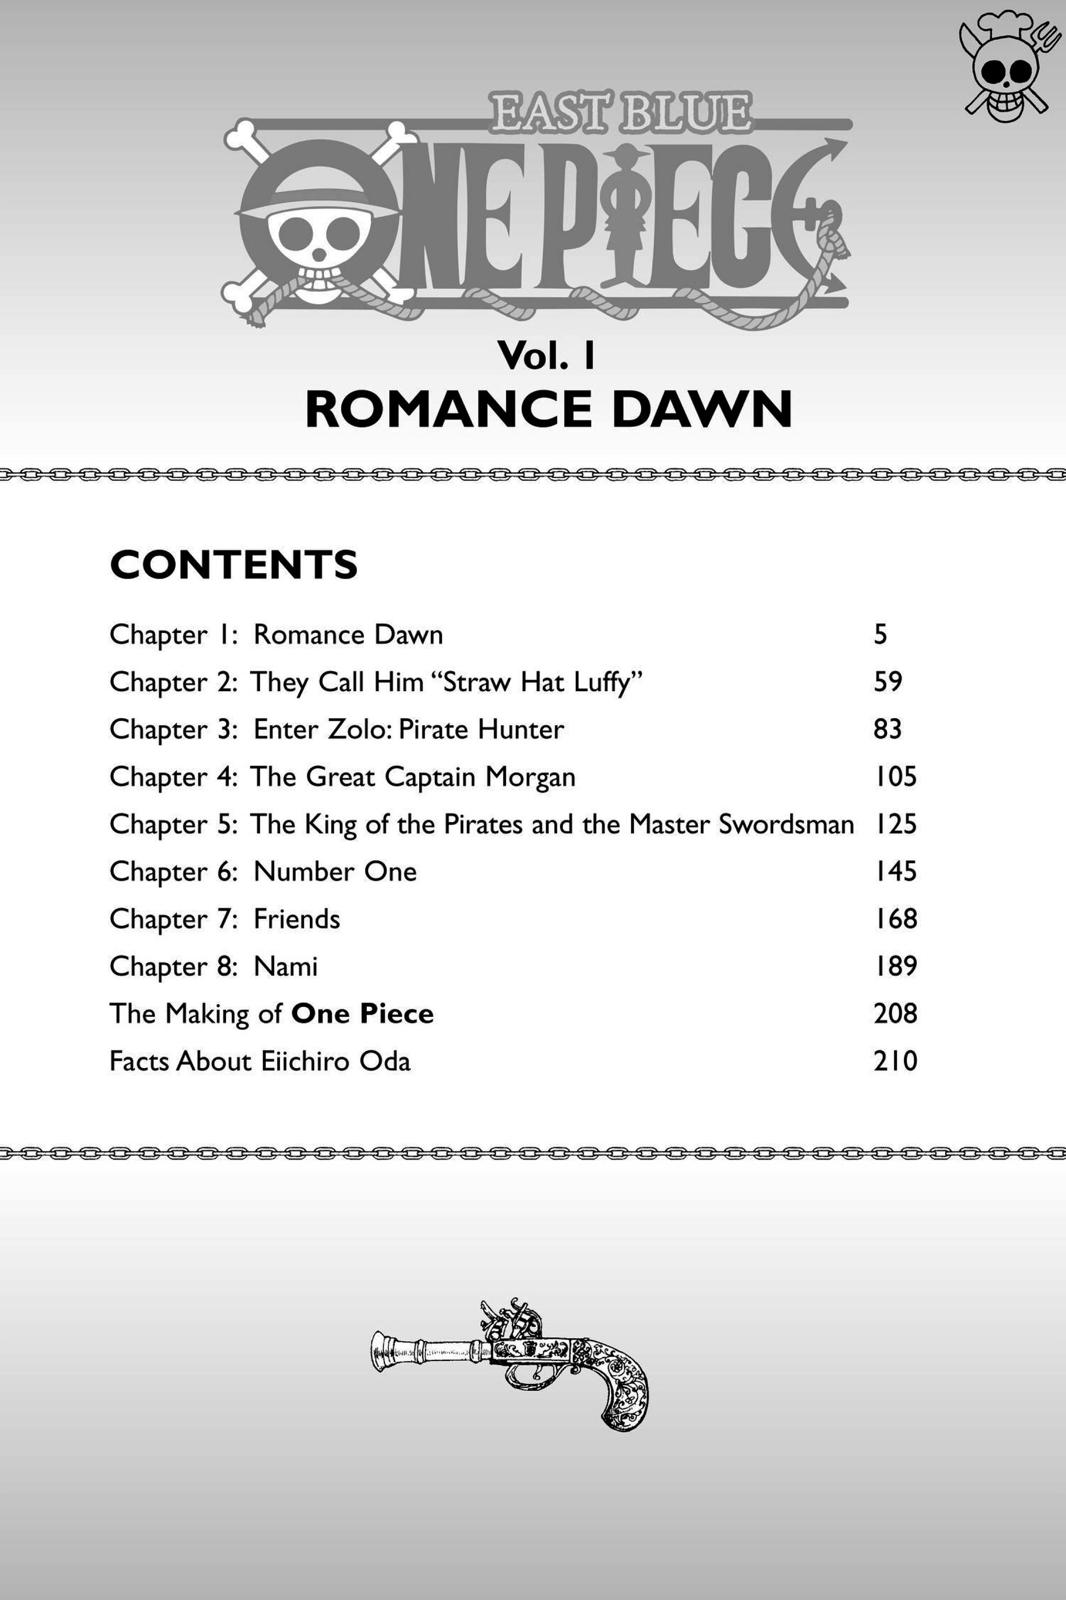 EAST BLUE
ONE PIECE
Vol. 1
ROMANCE DAWN
CONTENTS
Chapter 1: Romance Dawn 5
Chapter 2: They Call Him “Straw Hat Luffy” 59
Chapter 3: Enter Zolo: Pirate Hunter 83
Chapter 4: The Great Captain Morgan 105
Chapter 5: The King of the Pirates and the Master Swordsman 125
Chapter 6: Number One 145
Chapter 7: Friends 168
Chapter 8: Nami 189
The Making of One Piece 208
Facts About Eiichiro Oda 210